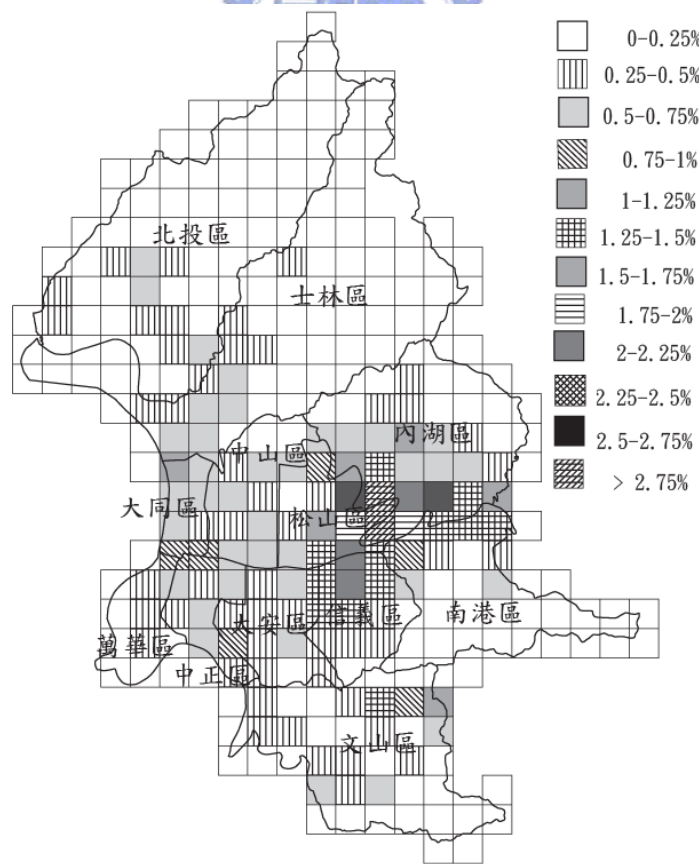 0-0.25%
0.25-0.5%
0.5-0.75%
0.75-1%
1-1.25%
1.25-1.5%
1.5-1.75%
1.75-2%
2-2.25%
2.25-2.5%
2.5-2.75%
> 2.75%
北投區
士林區
內湖區
中山區
大同區
松山區
大安區
信義區
南港區
萬華區
中正區
文山區